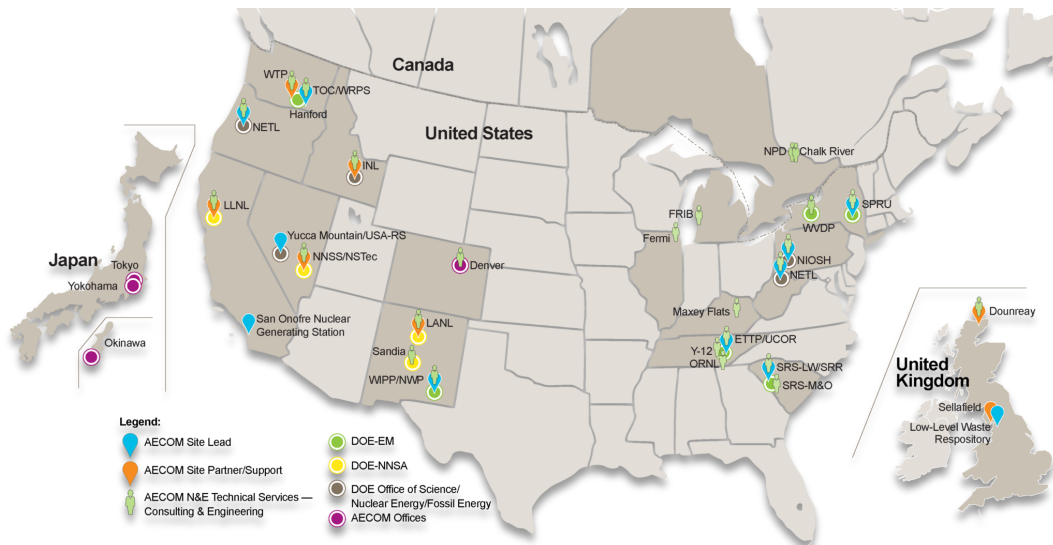 Canada
WTP
TOC/WRPS
Hanford
NETL
United States
NPD
Chalk River
INL
LLNL
FRIB
SPRU
WVDP
Fermi
Yucca Mountain/USA-RS
NNSS/NSTec
Denver
NIOSH
NETL
Japan
Tokyo
Yokohama
Okinawa
San Onofre Nuclear
Generating Station
LANL
Sandia
WIPP/NWP
Maxey Flats
ETTP/UCOR
Y-12
ORNL
SRS-LW/SRR
SRS-M&O
Dounreay
United
Kingdom
Sellafield
Low-Level Waste
Respository
Legend:
AECOM Site Lead
AECOM Site Partner/Support
AECOM N&E Technical Services —
Consulting & Engineering
DOE-EM
DOE-NNSA
DOE Office of Science/
Nuclear Energy/Fossil Energy
AECOM Offices